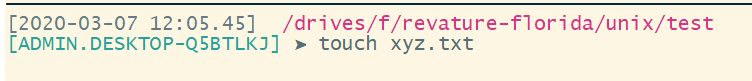 [2020-03-07 12:05.45]  /drives/f/revature-florida/unix/test
[ADMIN.DESKTOP-Q5BTLKJ] ➤ touch xyz.txt